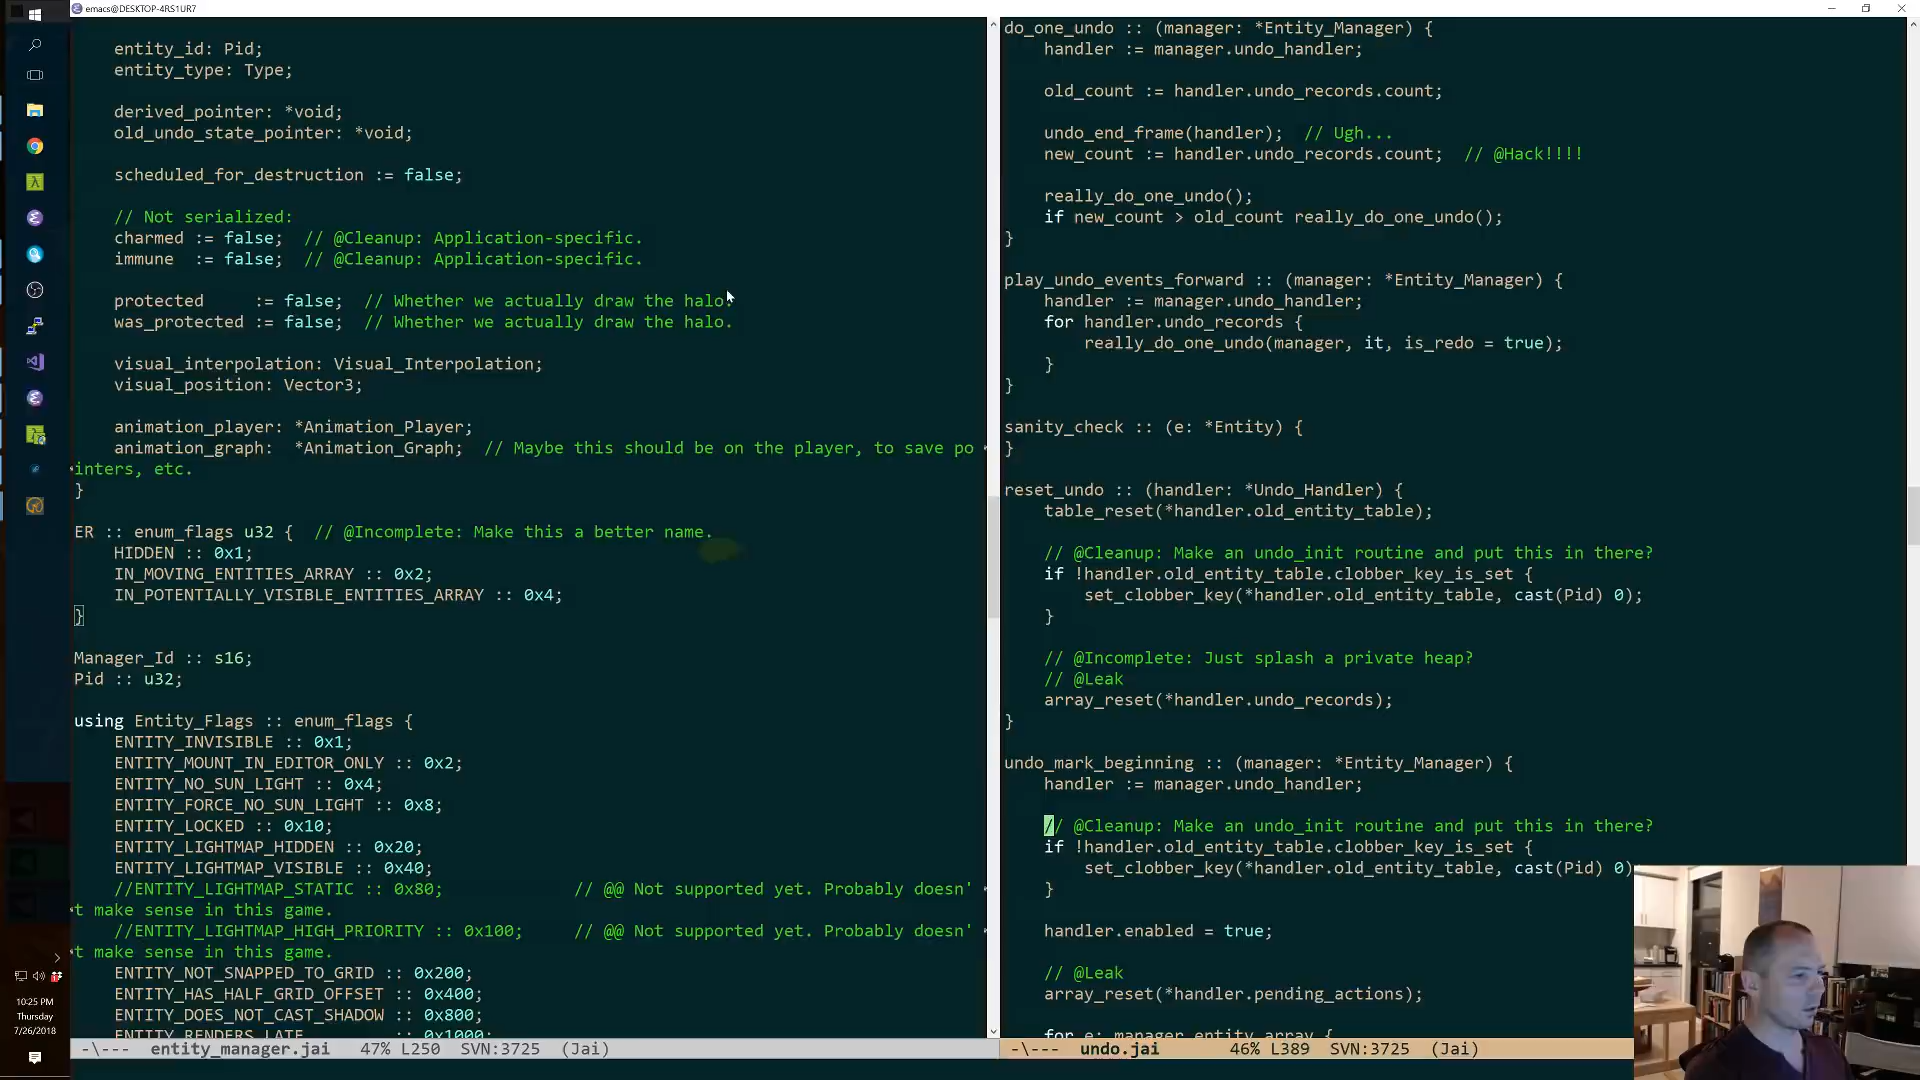 emacs@DESKTOP-4RS1UR7
entity_id: Pid;
entity_type: Type;
derived_pointer: *void;
old_undo_state_pointer: *void;
scheduled_for_destruction := false;
// Not serialized:
charmed := false;  // @Cleanup: Application-specific.
immune  := false;  // @Cleanup: Application-specific.
protected     := false;  // Whether we actually draw the halo.
was_protected := false;  // Whether we actually draw the halo.
visual_interpolation: Visual_Interpolation;
visual_position: Vector3;
animation_player: *Animation_Player;
animation_graph:  *Animation_Graph;  // Maybe this should be on the player, to save po
inters, etc.
}
ER :: enum_flags u32 {  // @Incomplete: Make this a better name.
HIDDEN :: 0x1;
IN_MOVING_ENTITIES_ARRAY :: 0x2;
IN_POTENTIALLY_VISIBLE_ENTITIES_ARRAY :: 0x4;
}
Manager_Id :: s16;
Pid :: u32;
using Entity_Flags :: enum_flags {
ENTITY_INVISIBLE :: 0x1;
ENTITY_MOUNT_IN_EDITOR_ONLY :: 0x2;
ENTITY_NO_SUN_LIGHT :: 0x4;
ENTITY_FORCE_NO_SUN_LIGHT :: 0x8;
ENTITY_LOCKED :: 0x10;
ENTITY_LIGHTMAP_HIDDEN :: 0x20;
ENTITY_LIGHTMAP_VISIBLE :: 0x40;
//ENTITY_LIGHTMAP_STATIC :: 0x80;             // @@ Not supported yet. Probably doesn'
t make sense in this game.
//ENTITY_LIGHTMAP_HIGH_PRIORITY :: 0x100;     // @@ Not supported yet. Probably doesn'
t make sense in this game.
ENTITY_NOT_SNAPPED_TO_GRID :: 0x200;
ENTITY_HAS_HALF_GRID_OFFSET :: 0x400;
ENTITY_DOES_NOT_CAST_SHADOW :: 0x800;
ENTITY_RENDERS_LATE         :: 0x1000;
-\---  entity_manager.jai   47% L250  SVN:3725  (Jai)
do_one_undo :: (manager: *Entity_Manager) {
handler := manager.undo_handler;
old_count := handler.undo_records.count;
undo_end_frame(handler);  // Ugh...
new_count := handler.undo_records.count;  // @Hack!!!!
really_do_one_undo();
if new_count > old_count really_do_one_undo();
}
play_undo_events_forward :: (manager: *Entity_Manager) {
handler := manager.undo_handler;
for handler.undo_records {
really_do_one_undo(manager, it, is_redo = true);
}
}
sanity_check :: (e: *Entity) {
}
reset_undo :: (handler: *Undo_Handler) {
table_reset(*handler.old_entity_table);
// @Cleanup: Make an undo_init routine and put this in there?
if !handler.old_entity_table.clobber_key_is_set {
set_clobber_key(*handler.old_entity_table, cast(Pid) 0);
}
// @Incomplete: Just splash a private heap?
// @Leak
array_reset(*handler.undo_records);
}
undo_mark_beginning :: (manager: *Entity_Manager) {
handler := manager.undo_handler;
// @Cleanup: Make an undo_init routine and put this in there?
if !handler.old_entity_table.clobber_key_is_set {
set_clobber_key(*handler.old_entity_table, cast(Pid) 0)
}
handler.enabled = true;
// @Leak
array_reset(*handler.pending_actions);
for e: manager.entity_array {
-\---  undo.jai       46% L389  SVN:3725  (Jai)
10:25 PM
Thursday
7/26/2018